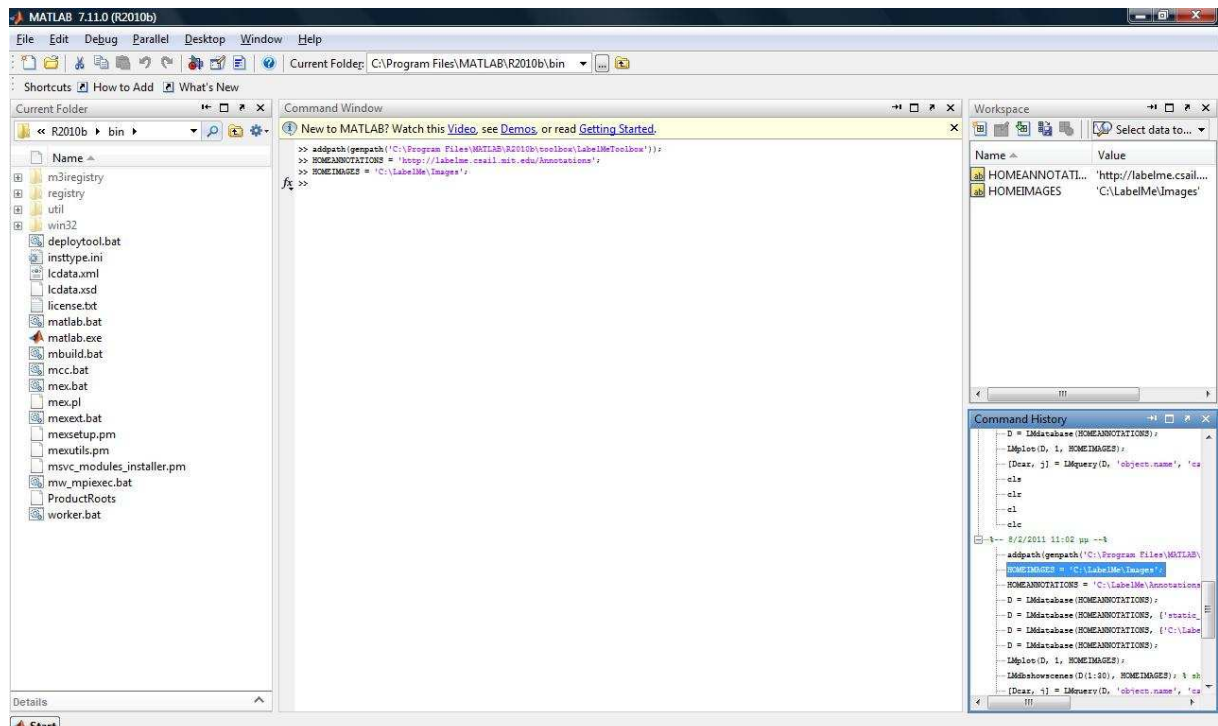 MATLAB 7.11.0 (R2010b)
File Edit Debug Parallel Desktop Window Help
Current Folder: C:\Program Files\MATLAB\R2010b\bin
Shortcuts How to Add What's New
Current Folder
« R2010b bin
Name
m3iregistry
registry
util
win32
deploytool.bat
insttype.ini
lcdata.xml
lcdata.xsd
license.txt
matlab.bat
matlab.exe
mbuild.bat
mcc.bat
mex.bat
mex.pl
mexext.bat
mexsetup.pm
mexutils.pm
msvc_modules_installer.pm
mw_mpiexec.bat
ProductRoots
worker.bat
Details
Start
Command Window
New to MATLAB? Watch this Video, see Demos, or read Getting Started.
>> addpath(genpath('C:\Program Files\MATLAB\R2010b\toolbox\LabelMeToolbox'));
>> HOMEANNOTATIONS = 'http://labelme.csail.mit.edu/Annotations';
>> HOMEIMAGES = 'C:\LabelMe\Images';
fx >>
Workspace
Select data to...
Name Value
HOMEANNOTATI... 'http://labelme.csail....
HOMEIMAGES 'C:\LabelMe\Images'
Command History
D = LMdatabase(HOMEANNOTATIONS);
LMplot(D, 1, HOMEIMAGES);
[Dcar, j] = LMquery(D, 'object.name', 'ca
cls
clr
cl
clc
%-- 8/2/2011 11:02 μμ --%
addpath(genpath('C:\Program Files\MATLAB\
HOMEIMAGES = 'C:\LabelMe\Images';
HOMEANNOTATIONS = 'C:\LabelMe\Annotations
D = LMdatabase(HOMEANNOTATIONS);
D = LMdatabase(HOMEANNOTATIONS, {'static_
D = LMdatabase(HOMEANNOTATIONS, {'C:\Labe
D = LMdatabase(HOMEANNOTATIONS);
LMplot(D, 1, HOMEIMAGES);
LMdbshowscenes(D(1:30), HOMEIMAGES); % sh
[Dcar, j] = LMquery(D, 'object.name', 'ca